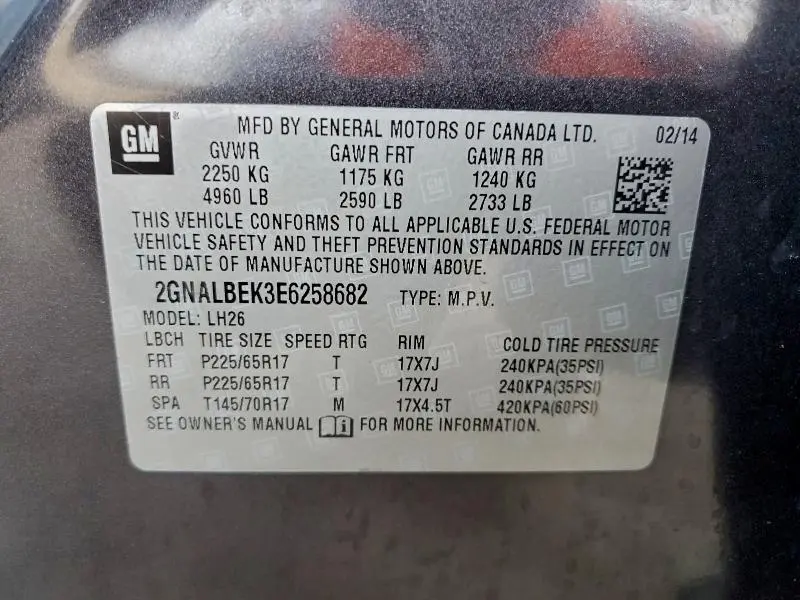 GM ® MFD BY GENERAL MOTORS OF CANADA LTD. 02/14
GVWR GAWR FRT GAWR RR
2250 KG 1175 KG 1240 KG
4960 LB 2590 LB 2733 LB
THIS VEHICLE CONFORMS TO ALL APPLICABLE U.S. FEDERAL MOTOR
VEHICLE SAFETY AND THEFT PREVENTION STANDARDS IN EFFECT ON
THE DATE OF MANUFACTURE SHOWN ABOVE.
2GNALBEK3E6258682 TYPE: M.P.V.
MODEL: LH26
LBCH TIRE SIZE SPEED RTG RIM COLD TIRE PRESSURE
FRT P225/65R17 T 17X7J 240KPA(35PSI)
RR P225/65R17 T 17X7J 240KPA(35PSI)
SPA T145/70R17 M 17X4.5T 420KPA(60PSI)
SEE OWNER'S MANUAL i FOR MORE INFORMATION.